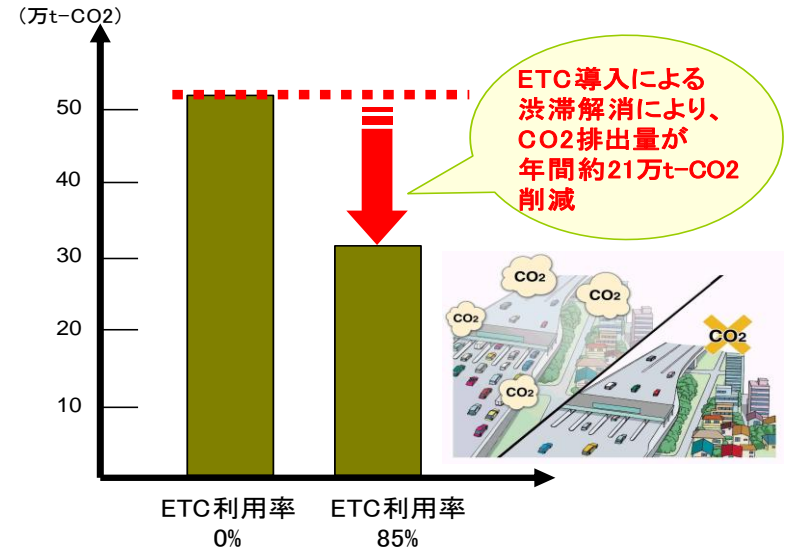 (万t-CO2)
50
40
30
20
10
ETC導入による
渋滞解消により、
CO2排出量が
年間約21万t-CO2
削減
CO2
CO2
CO2
CO2
CO2
ETC利用率
0%
ETC利用率
85%